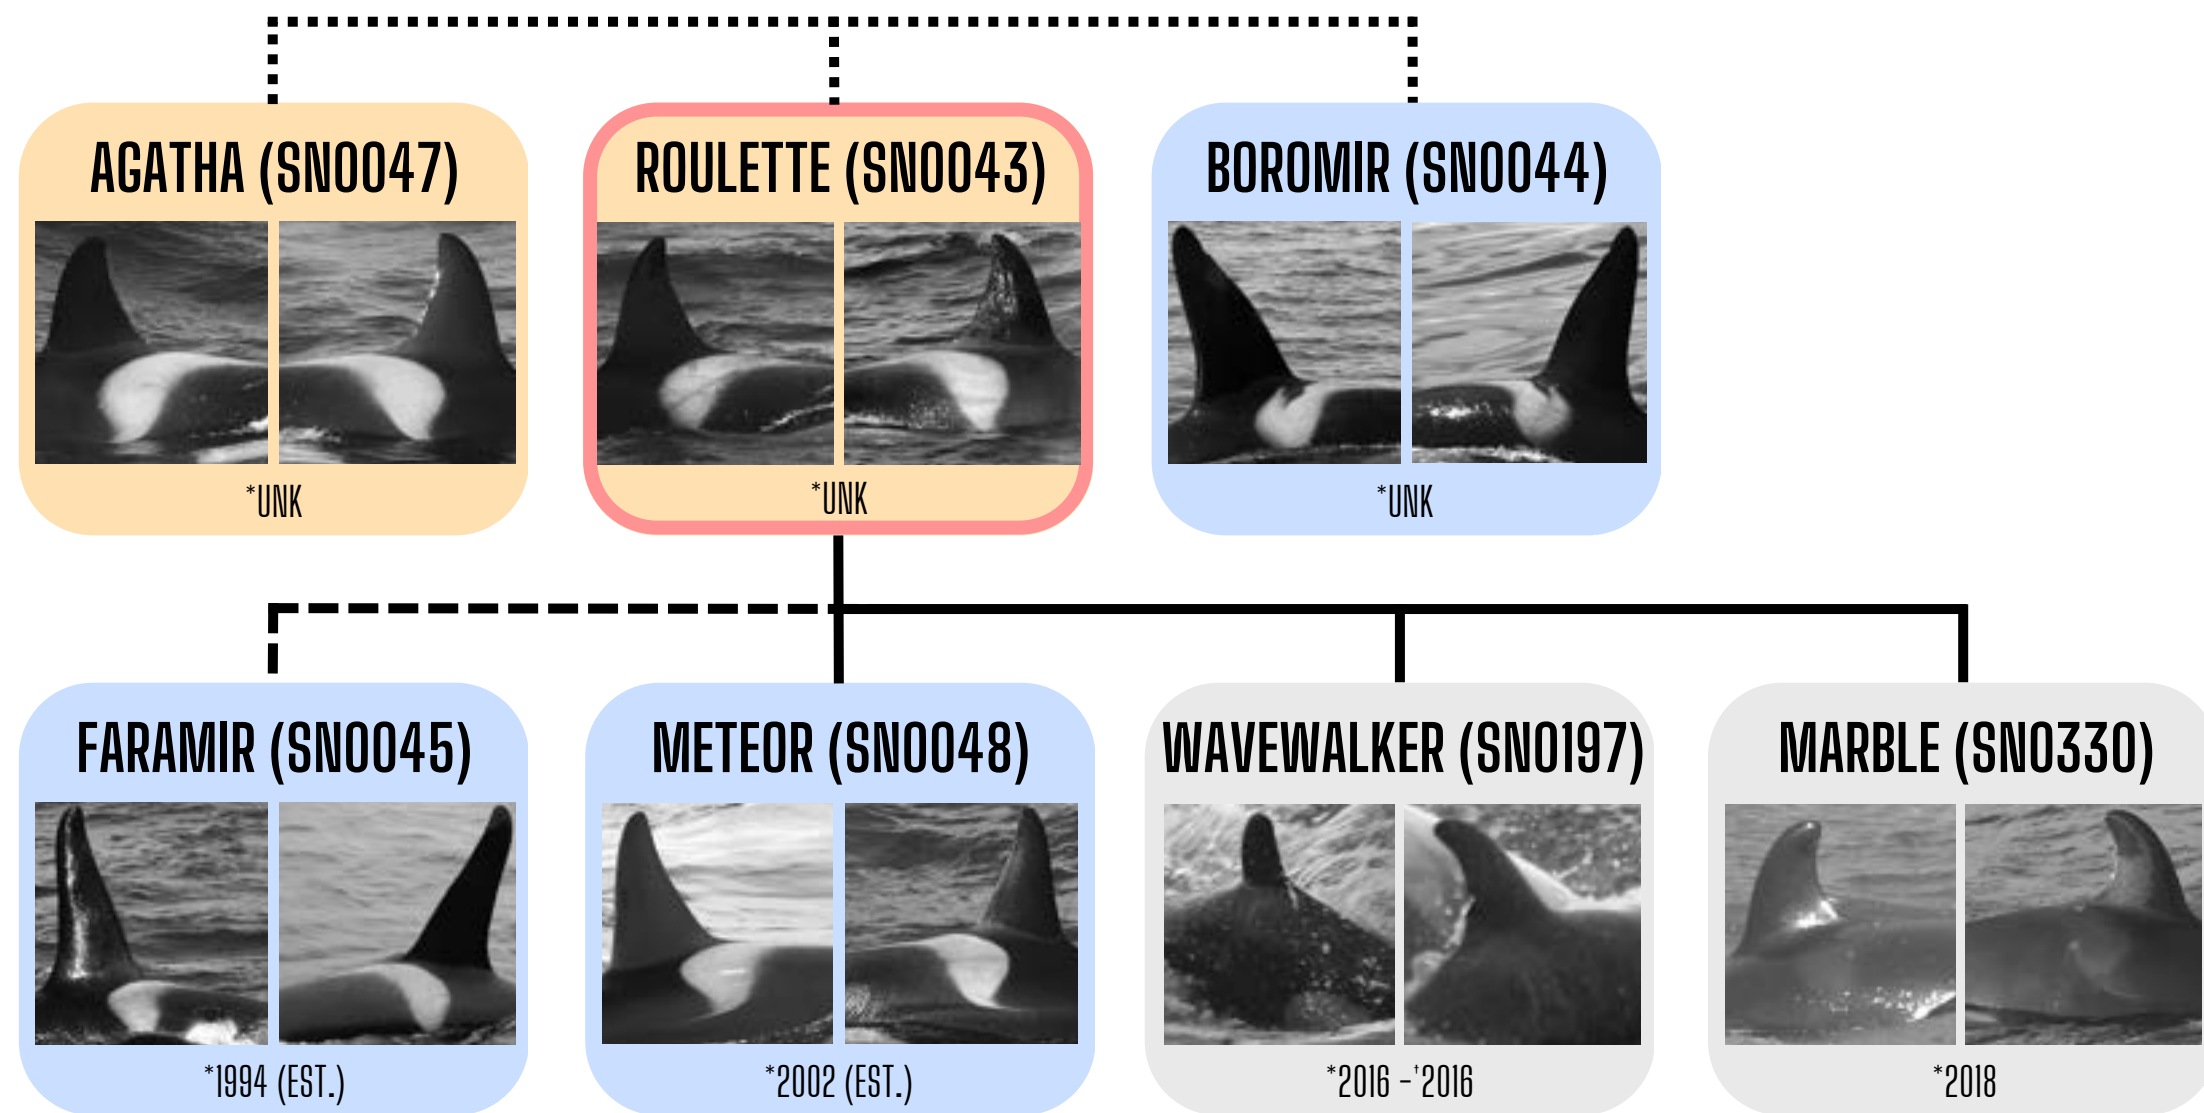 AGATHA (SN0047)
ROULETTE (SN0043)
BOROMIR (SN0044)
*UNK
*UNK
*UNK
FARAMIR (SN0045)
METEOR (SN0048)
WAVEWALKER (SN0197)
MARBLE (SN0330)
*1994 (EST.)
*2002 (EST.)
*2016 -†2016
*2018